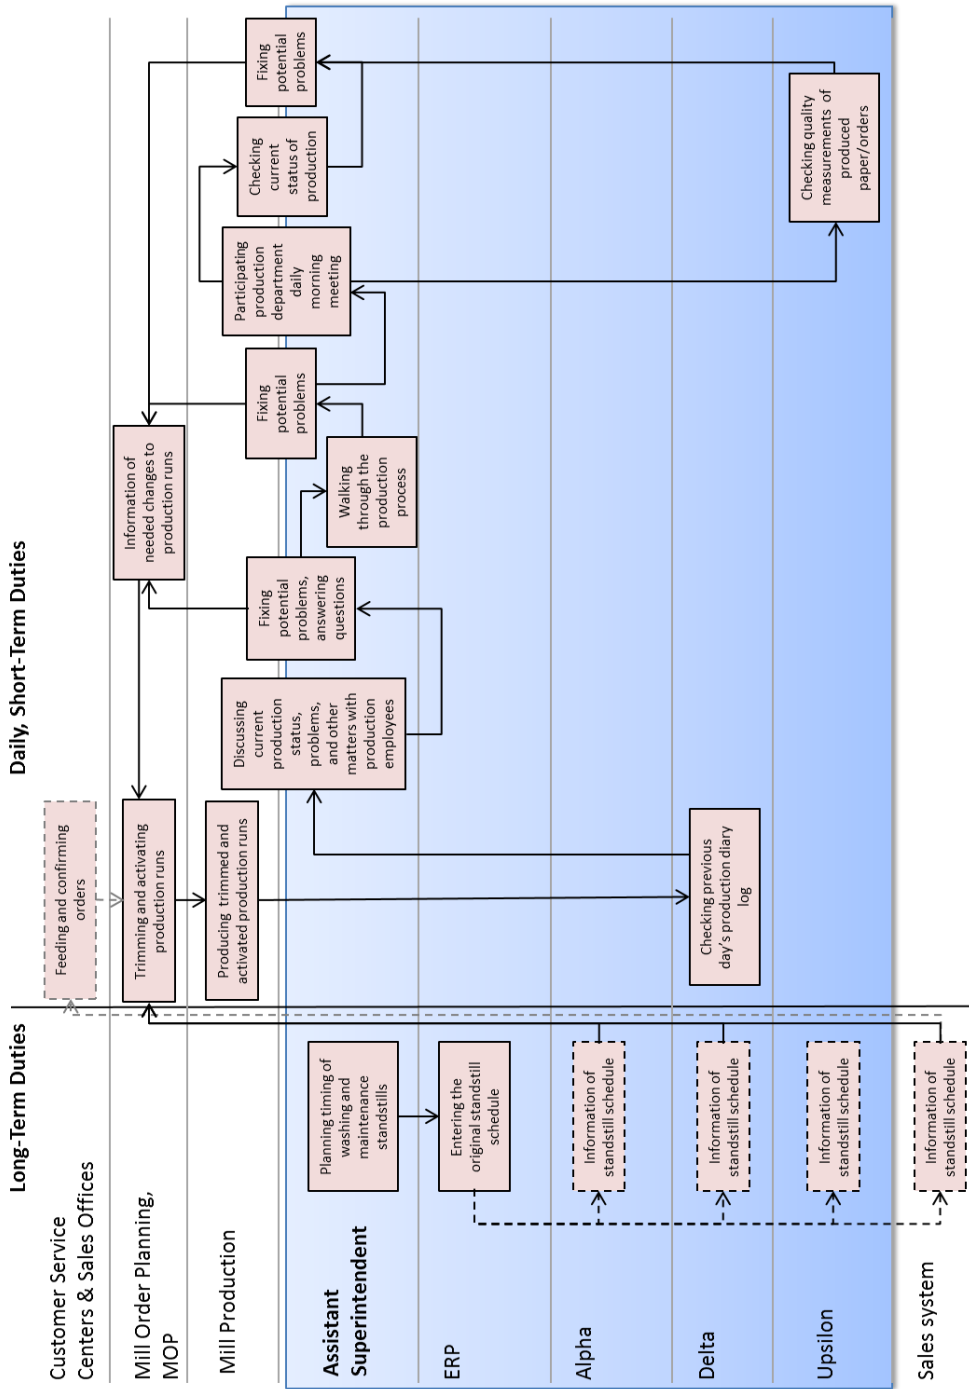 Long-Term Duties
Daily, Short-Term Duties
Customer Service
Centers & Sales Offices
Feeding and confirming
orders
Mill Order Planning,
MOP
Trimming and activating
production runs
Information of
needed changes to
production runs
Mill Production
Producing trimmed and
activated production runs
Assistant
Superintendent
Planning timing of
washing and
maintenance
standstills
Discussing
current
production
status,
problems,
and other
matters with
production
employees
Fixing
potential
problems,
answering
questions
Walking
through the
production
process
Fixing
potential
problems
Participating
production
department
daily
morning
meeting
Checking
current
status of
production
Fixing
potential
problems
ERP
Entering the
original standstill
schedule
Alpha
Information of
standstill schedule
Delta
Information of
standstill schedule
Checking previous
day's production diary
log
Upsilon
Information of
standstill schedule
Checking quality
measurements of
produced
paper/orders
Sales system
Information of
standstill schedule